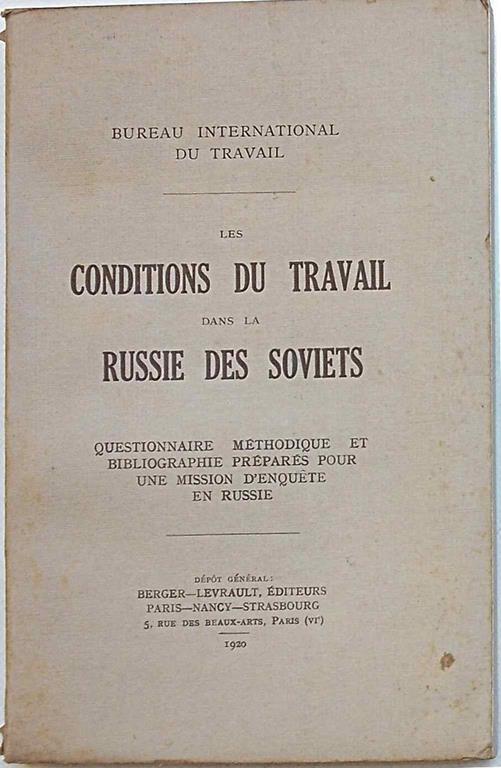 BUREAU INTERNATIONAL
DU TRAVAIL
LES
CONDITIONS DU TRAVAIL
DANS LA
RUSSIE DES SOVIETS
QUESTIONNAIRE MÉTHODIQUE ET
BIBLIOGRAPHIE PRÉPARÉS POUR
UNE MISSION D'ENQUÊTE
EN RUSSIE
DÉPÔT GÉNÉRAL:
BERGER—LEVRAULT, ÉDITEURS
PARIS—NANCY—STRASBOURG
5, RUE DES BEAUX-ARTS, PARIS (VIe)
1920